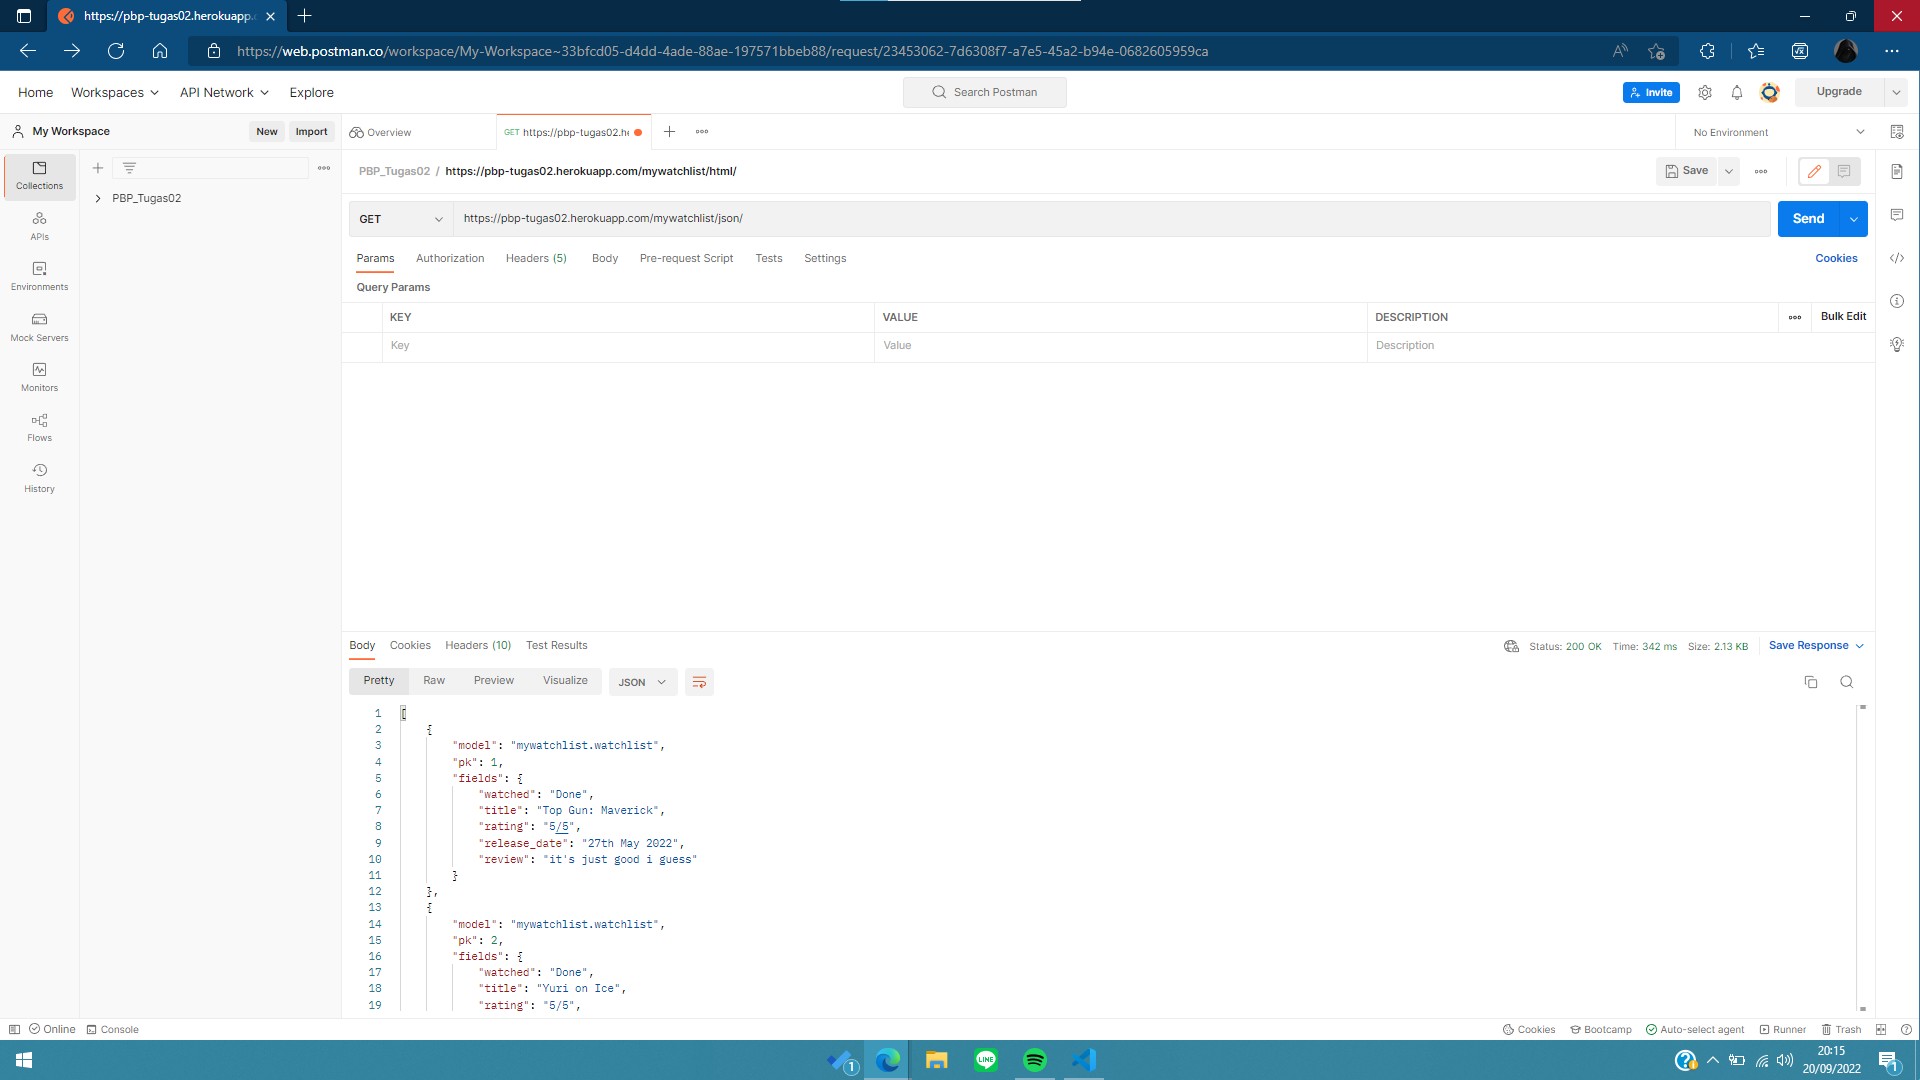 https://pbp-tugas02.herokuapp.
https://web.postman.co/workspace/My-Workspace~33bfcd05-d4dd-4ade-88ae-197571bbeb88/request/23453062-7d6308f7-a7e5-45a2-b94e-0682605959ca
Home Workspaces API Network Explore Search Postman Invite Upgrade
My Workspace New Import Overview GET https://pbp-tugas02.he No Environment
PBP_Tugas02 / https://pbp-tugas02.herokuapp.com/mywatchlist/html/ Save
Collections
PBP_Tugas02
GET https://pbp-tugas02.herokuapp.com/mywatchlist/json/ Send
APIs
Params Authorization Headers (5) Body Pre-request Script Tests Settings Cookies
Environments
Query Params
KEY VALUE DESCRIPTION Bulk Edit
Mock Servers
Key Value Description
Monitors
Flows
History
Body Cookies Headers (10) Test Results Status: 200 OK Time: 342 ms Size: 2.13 KB Save Response
Pretty Raw Preview Visualize JSON
1 [
2 {
3 "model": "mywatchlist.watchlist",
4 "pk": 1,
5 "fields": {
6 "watched": "Done",
7 "title": "Top Gun: Maverick",
8 "rating": "5/5",
9 "release_date": "27th May 2022",
10 "review": "it's just good i guess"
11 }
12 },
13 {
14 "model": "mywatchlist.watchlist",
15 "pk": 2,
16 "fields": {
17 "watched": "Done",
18 "title": "Yuri on Ice",
19 "rating": "5/5",
Online Console Cookies Bootcamp Auto-select agent Runner Trash
1 LINE 20:15
20/09/2022 1